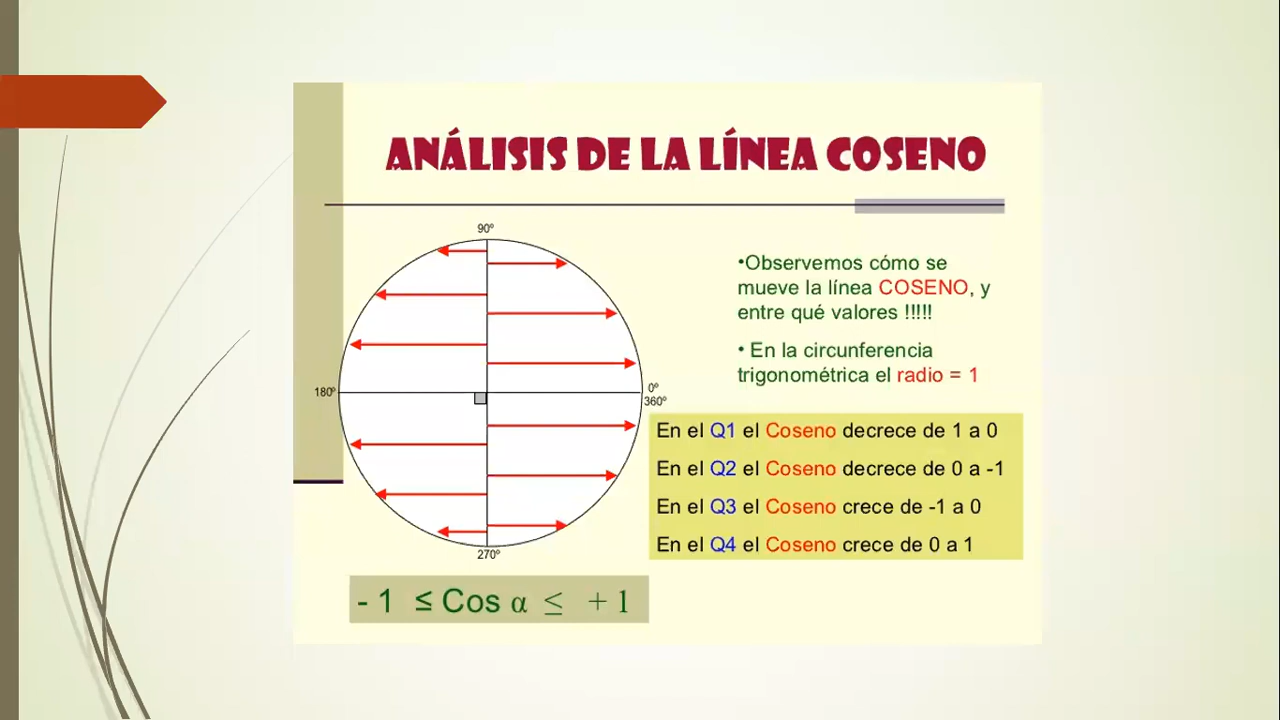 ANÁLISIS DE LA LÍNEA COSENO
90º
180º
0º
360º
270º
•Observemos cómo se
mueve la línea COSENO, y
entre qué valores !!!!!
• En la circunferencia
trigonométrica el radio = 1
En el Q1 el Coseno decrece de 1 a 0
En el Q2 el Coseno decrece de 0 a -1
En el Q3 el Coseno crece de -1 a 0
En el Q4 el Coseno crece de 0 a 1
- 1 ≤ Cos α ≤ + 1